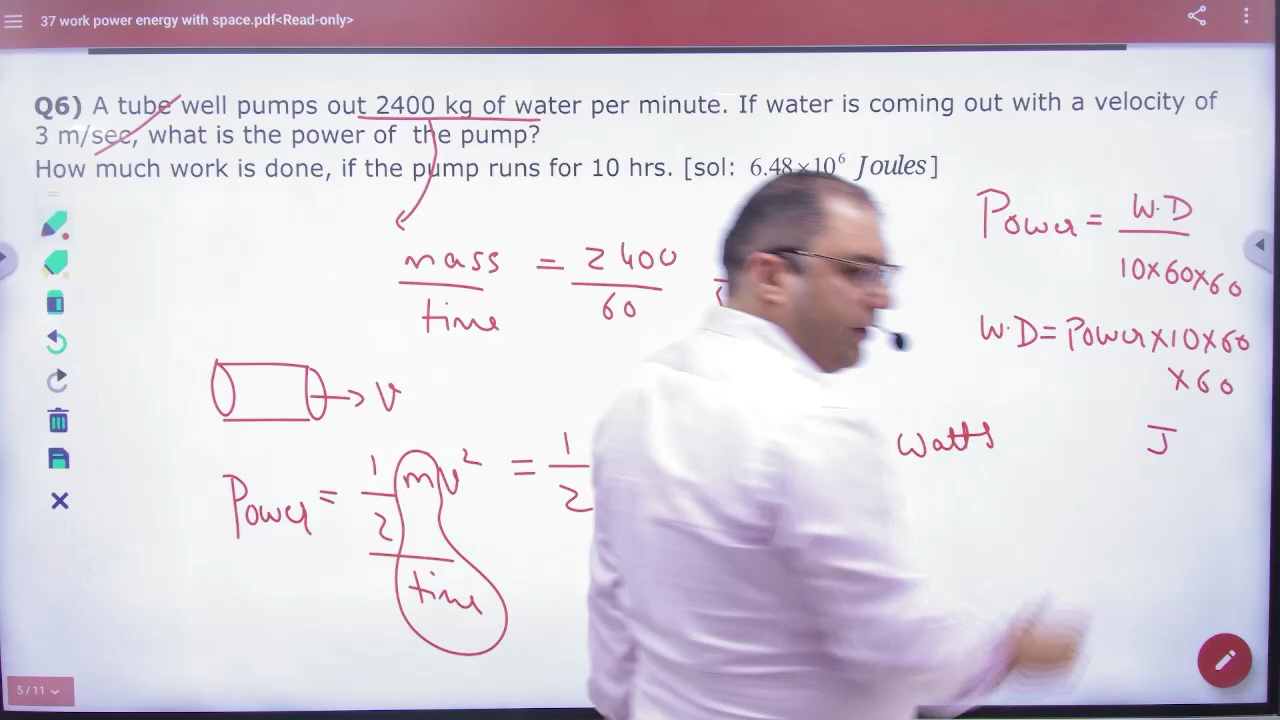 37 work power energy with space.pdf<Read-only>
Q6) A tube well pumps out 2400 kg of water per minute. If water is coming out with a velocity of
3 m/sec, what is the power of the pump?
How much work is done, if the pump runs for 10 hrs. [sol: 6.48×10⁶ Joules]
mass / time = 2400 / 60
→ V
Power = 1/2 mv² / time = 1/2
Power = W.D / 10×60×60
W.D = Power×10×60
×60
Watts J
5 / 11